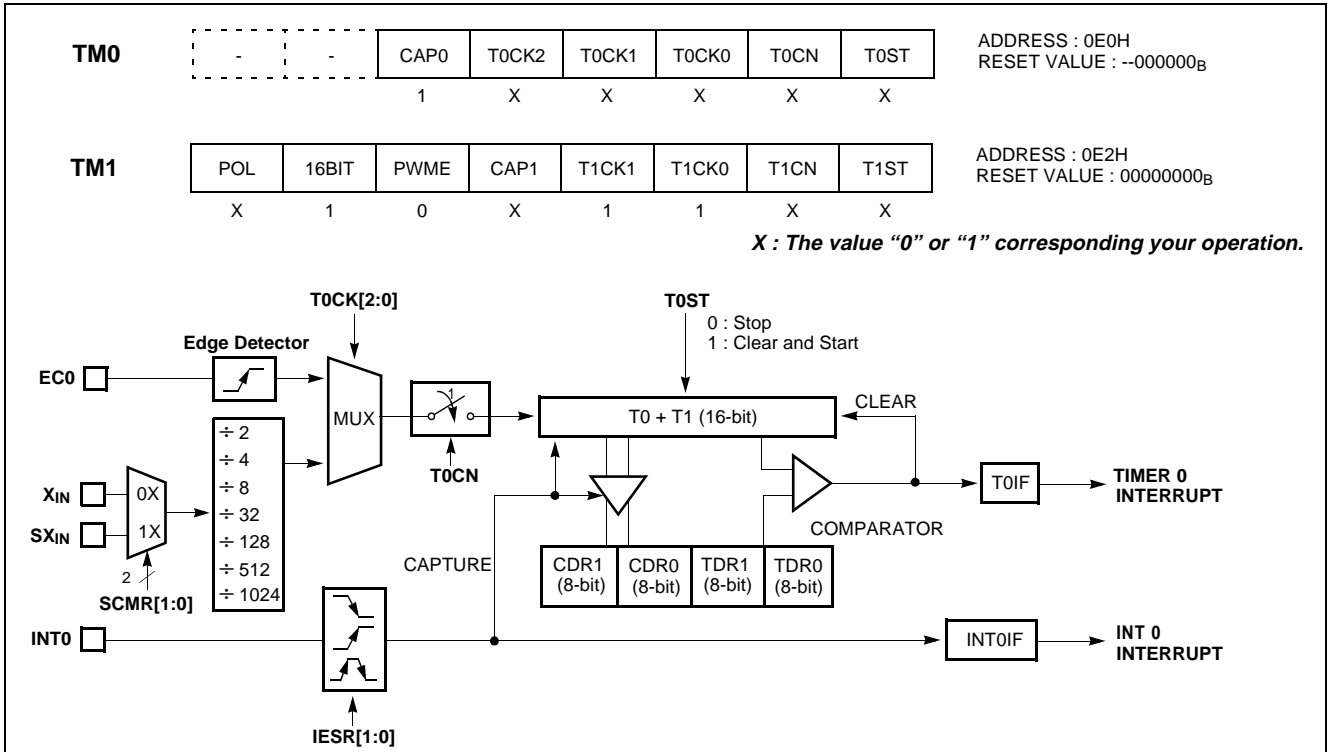 TM0 - - CAP0 T0CK2 T0CK1 T0CK0 T0CN T0ST
1 X X X X X
ADDRESS : 0E0H
RESET VALUE : --000000B
TM1 POL 16BIT PWME CAP1 T1CK1 T1CK0 T1CN T1ST
X 1 0 X 1 1 X X
ADDRESS : 0E2H
RESET VALUE : 00000000B
X : The value “0” or “1” corresponding your operation.
T0CK[2:0]
T0ST
0 : Stop
1 : Clear and Start
Edge Detector
EC0
MUX
1
T0CN
T0 + T1 (16-bit)
CLEAR
÷ 2
÷ 4
÷ 8
÷ 32
÷ 128
÷ 512
÷ 1024
XIN
SXIN
0X
1X
2
SCMR[1:0]
COMPARATOR
T0IF
TIMER 0
INTERRUPT
CAPTURE
CDR1
(8-bit)
CDR0
(8-bit)
TDR1
(8-bit)
TDR0
(8-bit)
INT0
INT0IF
INT 0
INTERRUPT
IESR[1:0]